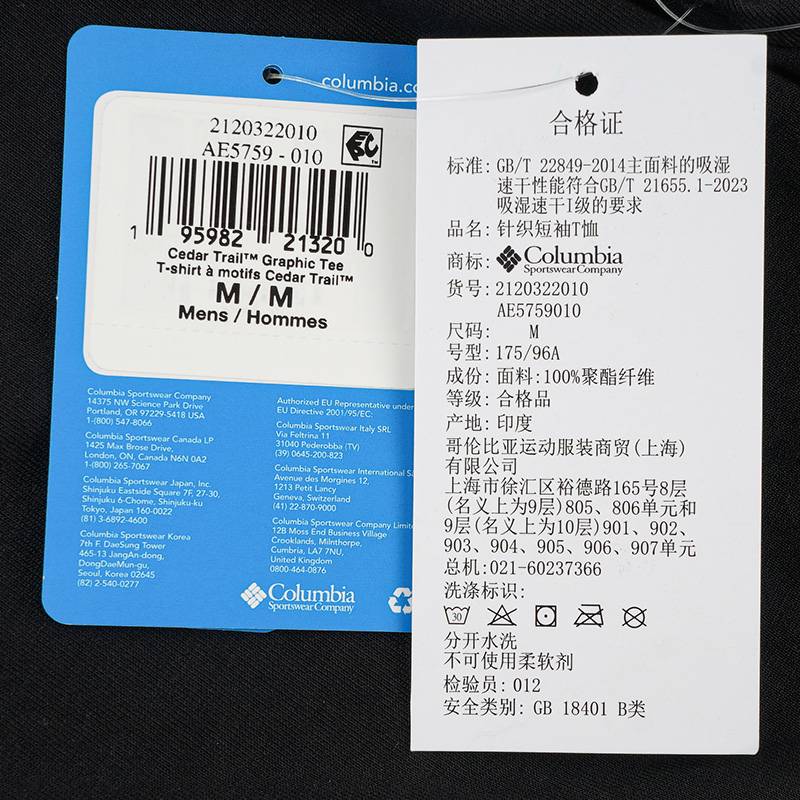 columbia.co
2120322010
AE5759 - 010
1 95982 21320 0
Cedar Trail™ Graphic Tee
T-shirt à motifs Cedar Trail™
M / M
Mens / Hommes
Columbia Sportswear Company
14375 NW Science Park Drive
Portland, OR 97229-5418 USA
1-(800) 547-8066
Columbia Sportswear Canada LP
1425 Max Brose Drive,
London, ON, Canada N6N 0A2
1-(800) 265-7067
Columbia Sportswear Japan, Inc.
Shinjuku Eastside Square 7F, 27-30,
Shinjuku 6-Chome, Shinjuku-ku
Tokyo, Japan 160-0022
(81) 3-6892-4600
Columbia Sportswear Korea
7th F. DaeSung Tower
465-13 JangAn-dong,
DongDaeMun-gu,
Seoul, Korea 02645
(82) 2-540-0277
Authorized EU Representative under
EU Directive 2001/95/EC:
Columbia Sportswear Italy SRL
Via Feltrina 11
31040 Pederobba (TV)
(39) 0645-200-823
Columbia Sportswear International Sa
Avenue des Morgines 12,
1213 Petit Lancy
Geneva, Switzerland
(41) 22-870-9000
Columbia Sportswear Company Limite
12B Moss End Business Village
Crooklands, Milnthorpe,
Cumbria, LA7 7NU,
United Kingdom
0800-464-0876
Columbia
Sportswear Company
合格证
标准: GB/T 22849-2014主面料的吸湿
速干性能符合GB/T 21655.1-2023
吸湿速干I级的要求
品名: 针织短袖T恤
商标: Columbia
Sportswear Company
货号: 2120322010
AE5759010
尺码: M
号型: 175/96A
成份: 面料:100%聚酯纤维
等级: 合格品
产地: 印度
哥伦比亚运动服装商贸(上海)
有限公司
上海市徐汇区裕德路165号8层
(名义上为9层)805、806单元和
9层(名义上为10层)901、902、
903、904、905、906、907单元
总机:021-60237366
洗涤标识:
30
分开水洗
不可使用柔软剂
检验员: 012
安全类别: GB 18401 B类